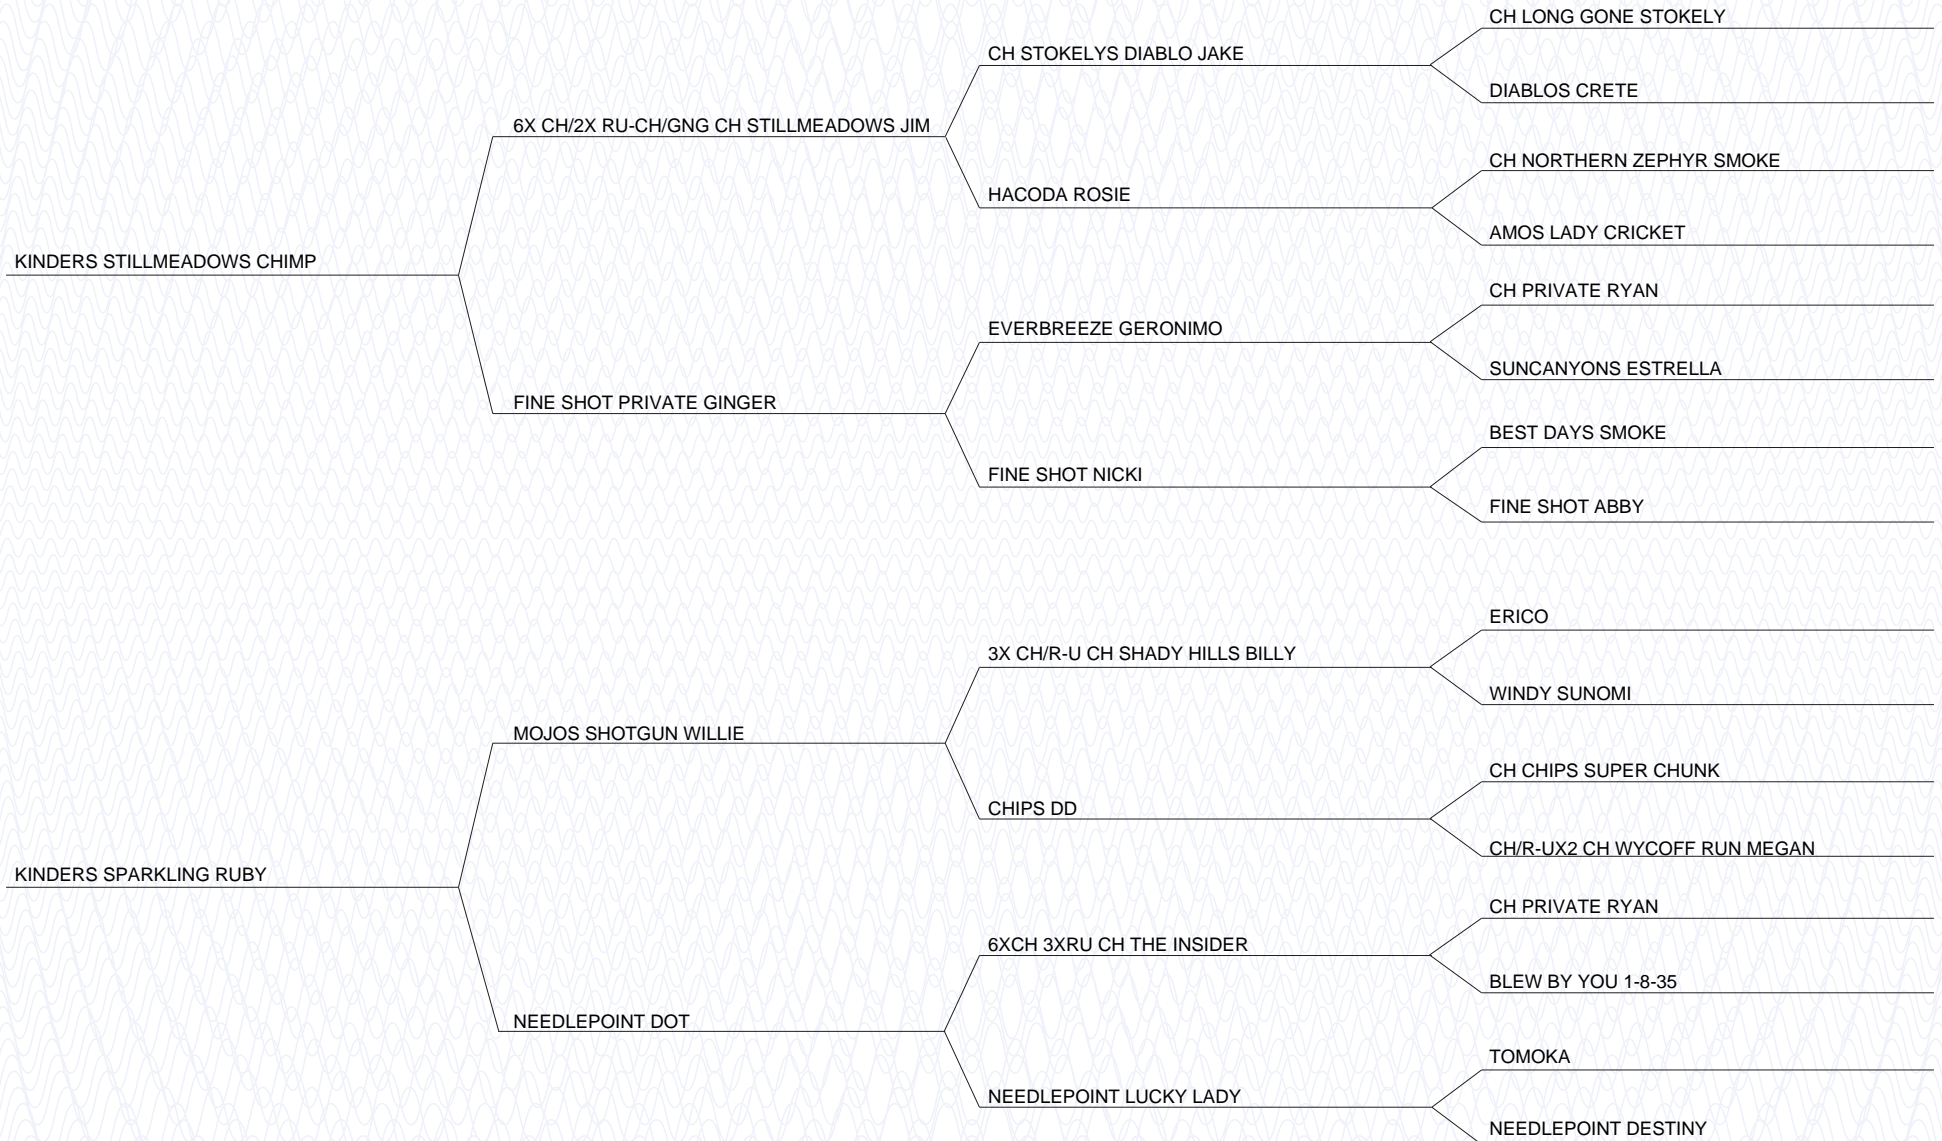 CH LONG GONE STOKELY
CH STOKELYS DIABLO JAKE
DIABLOS CRETE
6X CH/2X RU-CH/GNG CH STILLMEADOWS JIM
CH NORTHERN ZEPHYR SMOKE
HACODA ROSIE
AMOS LADY CRICKET
KINDERS STILLMEADOWS CHIMP
CH PRIVATE RYAN
EVERBREEZE GERONIMO
SUNCANYONS ESTRELLA
FINE SHOT PRIVATE GINGER
BEST DAYS SMOKE
FINE SHOT NICKI
FINE SHOT ABBY
ERICO
3X CH/R-U CH SHADY HILLS BILLY
WINDY SUNOMI
MOJOS SHOTGUN WILLIE
CH CHIPS SUPER CHUNK
CHIPS DD
CH/R-UX2 CH WYCOFF RUN MEGAN
KINDERS SPARKLING RUBY
CH PRIVATE RYAN
6XCH 3XRU CH THE INSIDER
BLEW BY YOU 1-8-35
NEEDLEPOINT DOT
TOMOKA
NEEDLEPOINT LUCKY LADY
NEEDLEPOINT DESTINY